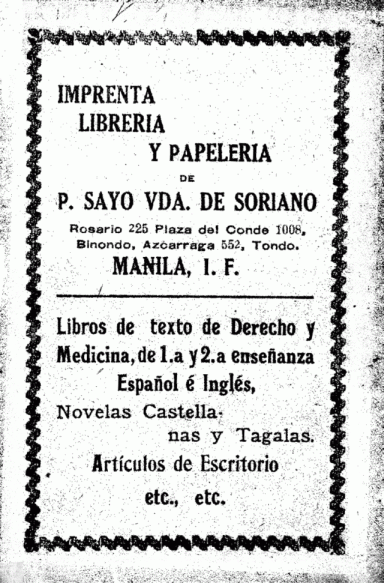 IMPRENTA
LIBRERIA
Y PAPELERIA
DE
P. SAYO VDA. DE SORIANO
Rosario 225 Plaza del Conde 1008,
Binondo, Azcarraga 552, Tondo.
MANILA, I. F.
Libros de texto de Derecho y
Medicina, de 1.a y 2.a enseñanza
Español é Inglés,
Novelas Castella-
nas y Tagalas.
Artículos de Escritorio
etc., etc.